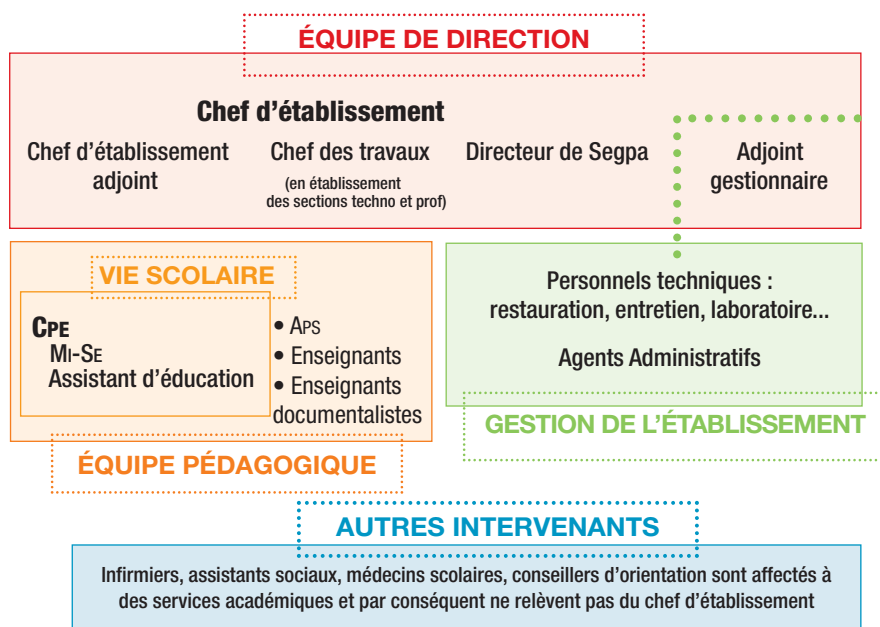 ÉQUIPE DE DIRECTION
Chef d’établissement
Chef d’établissement
adjoint
Chef des travaux
(en établissement
des sections techno et prof)
Directeur de Segpa
Adjoint
gestionnaire
VIE SCOLAIRE
CPE
MI-SE
Assistant d’éducation
• APS
• Enseignants
• Enseignants
documentalistes
ÉQUIPE PÉDAGOGIQUE
Personnels techniques :
restauration, entretien, laboratoire...
Agents Administratifs
GESTION DE L’ÉTABLISSEMENT
AUTRES INTERVENANTS
Infirmiers, assistants sociaux, médecins scolaires, conseillers d’orientation sont affectés à
des services académiques et par conséquent ne relèvent pas du chef d’établissement